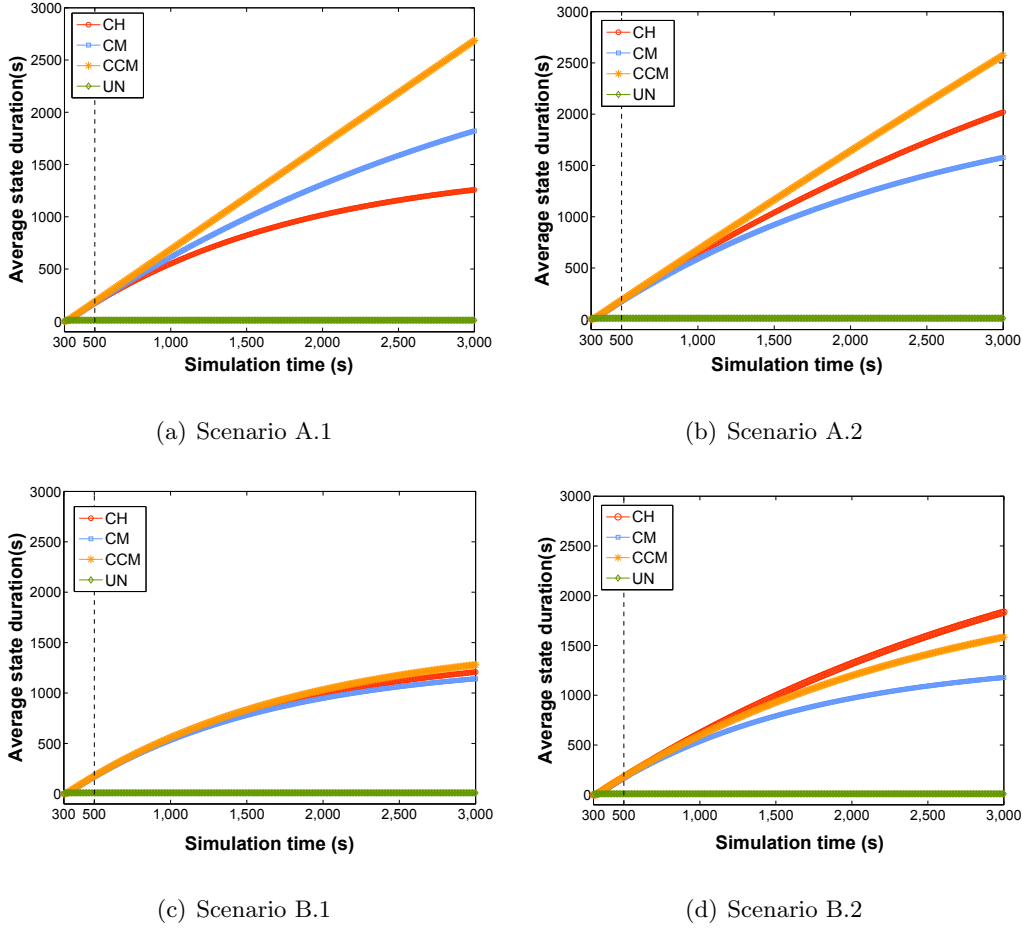 3000
2500
2000
1500
1000
500
0
Average state duration(s)
CH
CM
CCM
UN
300 500 1,000 1,500 2,000 2,500 3,000
Simulation time (s)
(a) Scenario A.1
3000
2500
2000
1500
1000
500
0
Average state duration(s)
CH
CM
CCM
UN
300 500 1,000 1,500 2,000 2,500 3,000
Simulation time (s)
(b) Scenario A.2
3000
2500
2000
1500
1000
500
0
Average state duration(s)
CH
CM
CCM
UN
300 500 1,000 1,500 2,000 2,500 3,000
Simulation time (s)
(c) Scenario B.1
3000
2500
2000
1500
1000
500
0
Average state duration(s)
CH
CM
CCM
UN
300 500 1,000 1,500 2,000 2,500 3,000
Simulation time (s)
(d) Scenario B.2